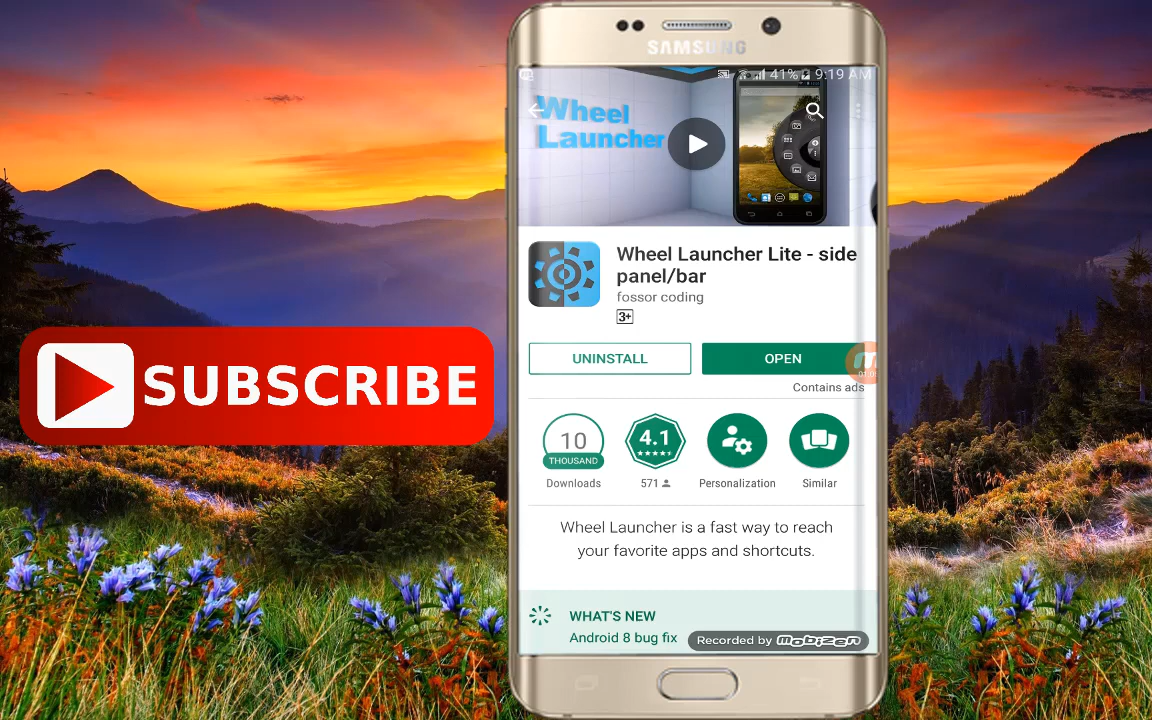 SAMSUNG
41% 9:19 AM
Wheel
Launcher
Wheel Launcher Lite - side
panel/bar
fossor coding
3+
UNINSTALL
OPEN
Contains ads
SUBSCRIBE
10
THOUSAND
4.1
Downloads
571
Personalization
Similar
Wheel Launcher is a fast way to reach
your favorite apps and shortcuts.
WHAT'S NEW
Android 8 bug fix
Recorded by mobizen